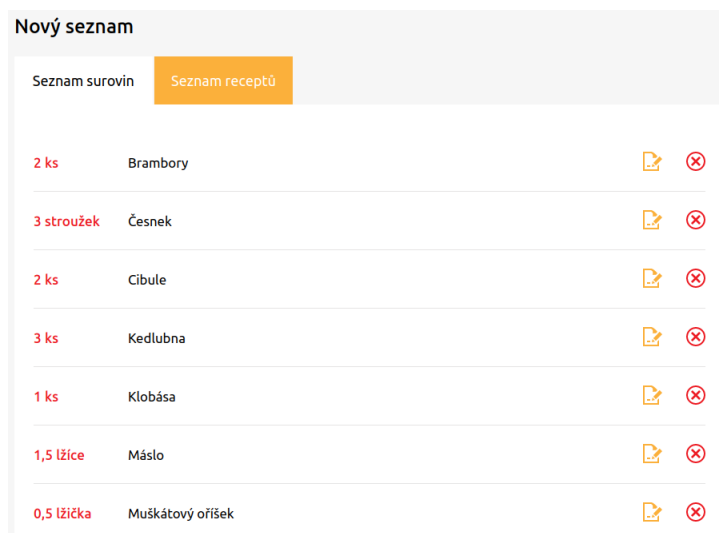 Nový seznam
Seznam surovin Seznam receptů
2 ks Brambory
3 stroužek Česnek
2 ks Cibule
3 ks Kedlubna
1 ks Klobása
1,5 lžíce Máslo
0,5 lžička Muškátový oříšek